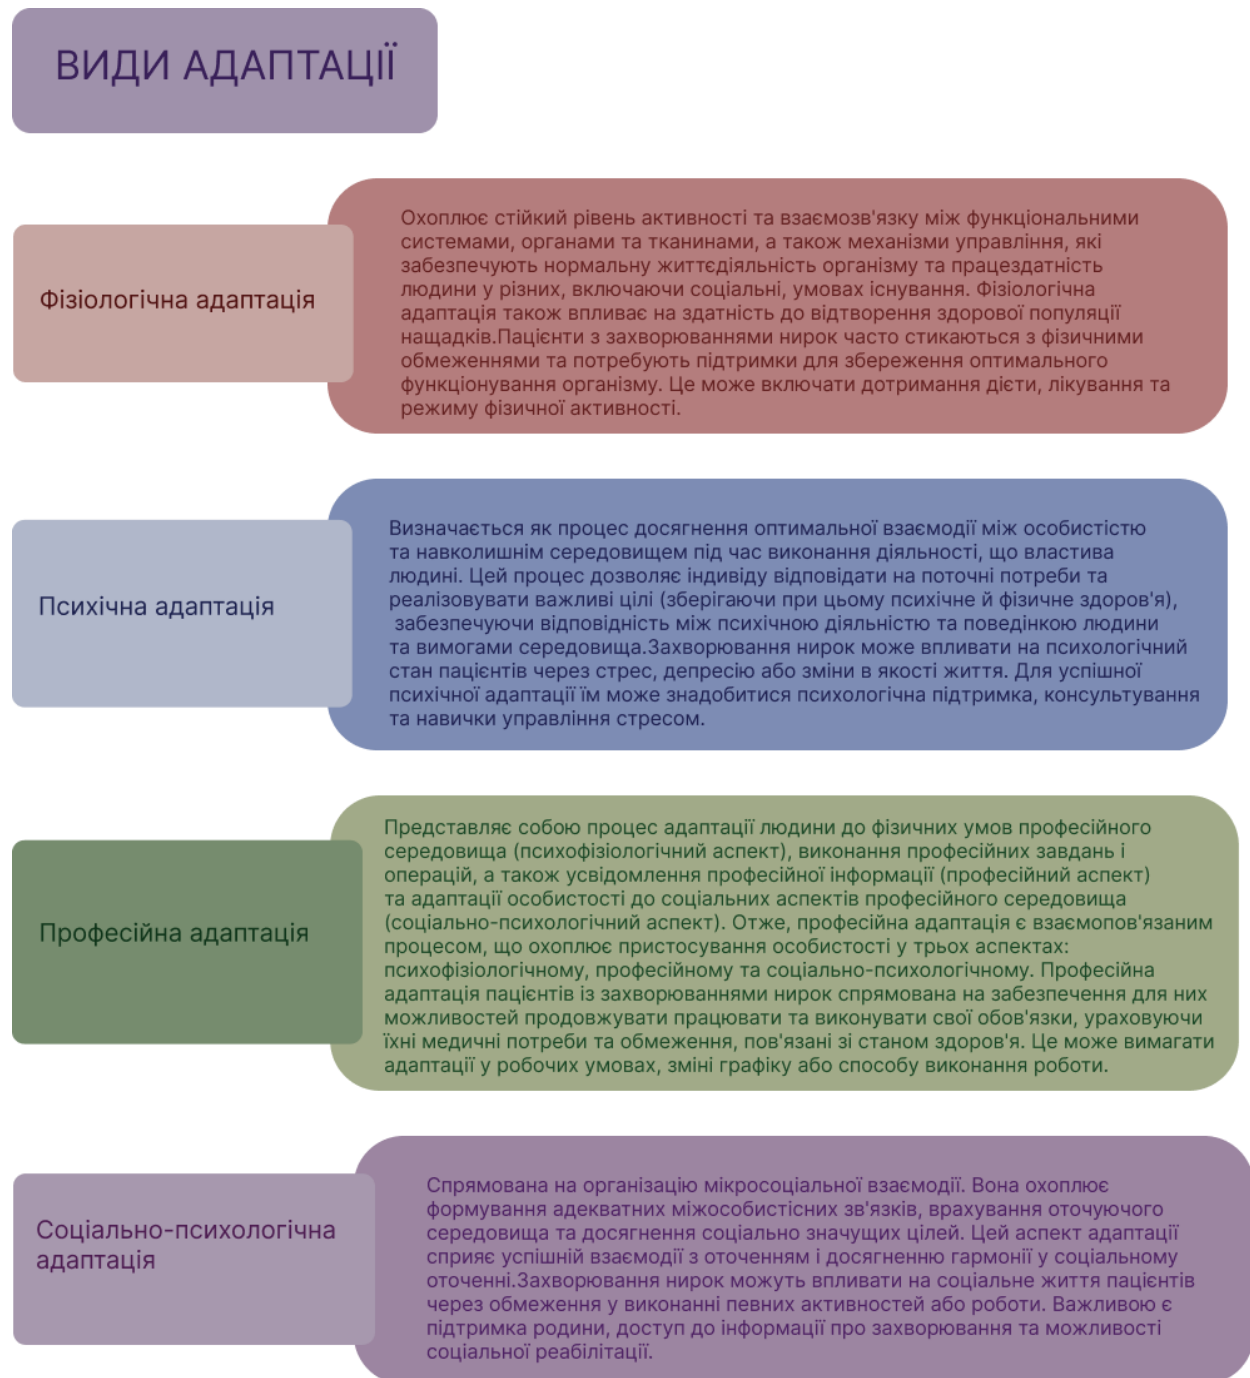 ВИДИ АДАПТАЦІЇ
Фізіологічна адаптація
Охоплює стійкий рівень активності та взаємозв'язку між функціональними
системами, органами та тканинами, а також механізми управління, які
забезпечують нормальну життєдіяльність організму та працездатність
людини у різних, включаючи соціальні, умовах існування. Фізіологічна
адаптація також впливає на здатність до відтворення здорової популяції
нащадків.Пацієнти з захворюваннями нирок часто стикаються з фізичними
обмеженнями та потребують підтримки для збереження оптимального
функціонування організму. Це може включати дотримання дієти, лікування та
режиму фізичної активності.
Психічна адаптація
Визначається як процес досягнення оптимальної взаємодії між особистістю
та навколишнім середовищем під час виконання діяльності, що властива
людині. Цей процес дозволяє індивіду відповідати на поточні потреби та
реалізовувати важливі цілі (зберігаючи при цьому психічне й фізичне здоров'я),
забезпечуючи відповідність між психічною діяльністю та поведінкою людини
та вимогами середовища.Захворювання нирок може впливати на психологічний
стан пацієнтів через стрес, депресію або зміни в якості життя. Для успішної
психічної адаптації їм може знадобитися психологічна підтримка, консультування
та навички управління стресом.
Професійна адаптація
Представляє собою процес адаптації людини до фізичних умов професійного
середовища (психофізіологічний аспект), виконання професійних завдань і
операцій, а також усвідомлення професійної інформації (професійний аспект)
та адаптації особистості до соціальних аспектів професійного середовища
(соціально-психологічний аспект). Отже, професійна адаптація є взаємопов'язаним
процесом, що охоплює пристосування особистості у трьох аспектах:
психофізіологічному, професійному та соціально-психологічному. Професійна
адаптація пацієнтів із захворюваннями нирок спрямована на забезпечення для них
можливостей продовжувати працювати та виконувати свої обов'язки, ураховуючи
їхні медичні потреби та обмеження, пов'язані зі станом здоров'я. Це може вимагати
адаптації у робочих умовах, зміні графіку або способу виконання роботи.
Соціально-психологічна
адаптація
Спрямована на організацію мікросоціальної взаємодії. Вона охоплює
формування адекватних міжособистісних зв'язків, врахування оточуючого
середовища та досягнення соціально значущих цілей. Цей аспект адаптації
сприяє успішній взаємодії з оточенням і досягненню гармонії у соціальному
оточенні.Захворювання нирок можуть впливати на соціальне життя пацієнтів
через обмеження у виконанні певних активностей або роботи. Важливою є
підтримка родини, доступ до інформації про захворювання та можливості
соціальної реабілітації.